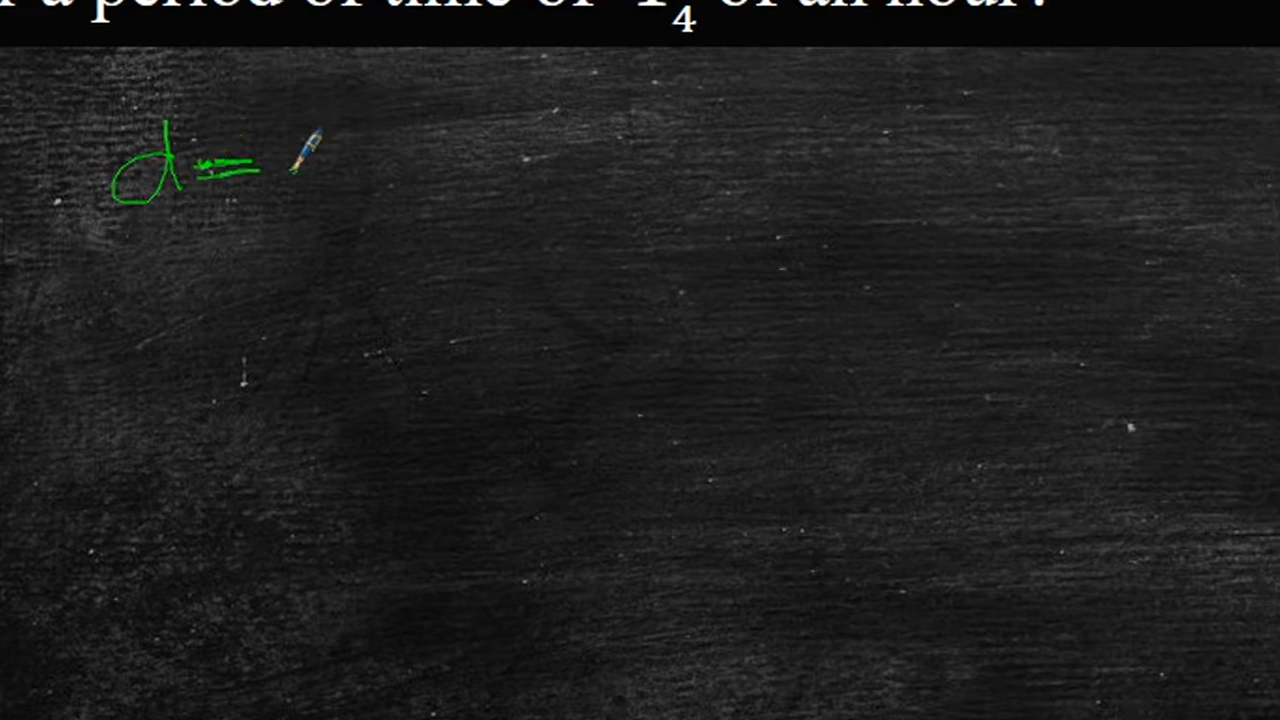 a period of time of 1/4 of an hour?
d=